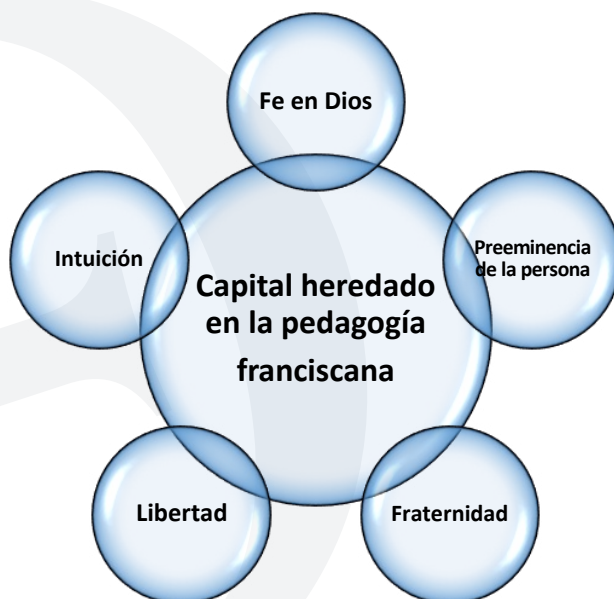 Fe en Dios
Preeminencia
de la persona
Intuición
Capital heredado
en la pedagogía
franciscana
Libertad
Fraternidad